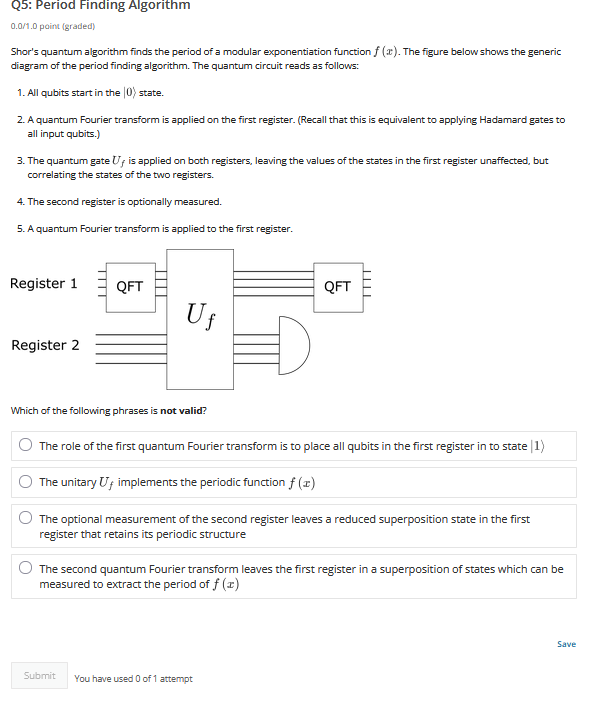 Q5: Period Finding Algorithm
0.0/1.0 point (graded)
Shor's quantum algorithm finds the period of a modular exponentiation function f (x). The figure below shows the generic
diagram of the period finding algorithm. The quantum circuit reads as follows:
1. All qubits start in the |0⟩ state.
2. A quantum Fourier transform is applied on the first register. (Recall that this is equivalent to applying Hadamard gates to
all input qubits.)
3. The quantum gate U_f is applied on both registers, leaving the values of the states in the first register unaffected, but
correlating the states of the two registers.
4. The second register is optionally measured.
5. A quantum Fourier transform is applied to the first register.
Register 1
QFT
U_f
QFT
Register 2
Which of the following phrases is not valid?
The role of the first quantum Fourier transform is to place all qubits in the first register in to state |1⟩
The unitary U_f implements the periodic function f (x)
The optional measurement of the second register leaves a reduced superposition state in the first
register that retains its periodic structure
The second quantum Fourier transform leaves the first register in a superposition of states which can be
measured to extract the period of f (x)
Save
Submit
You have used 0 of 1 attempt